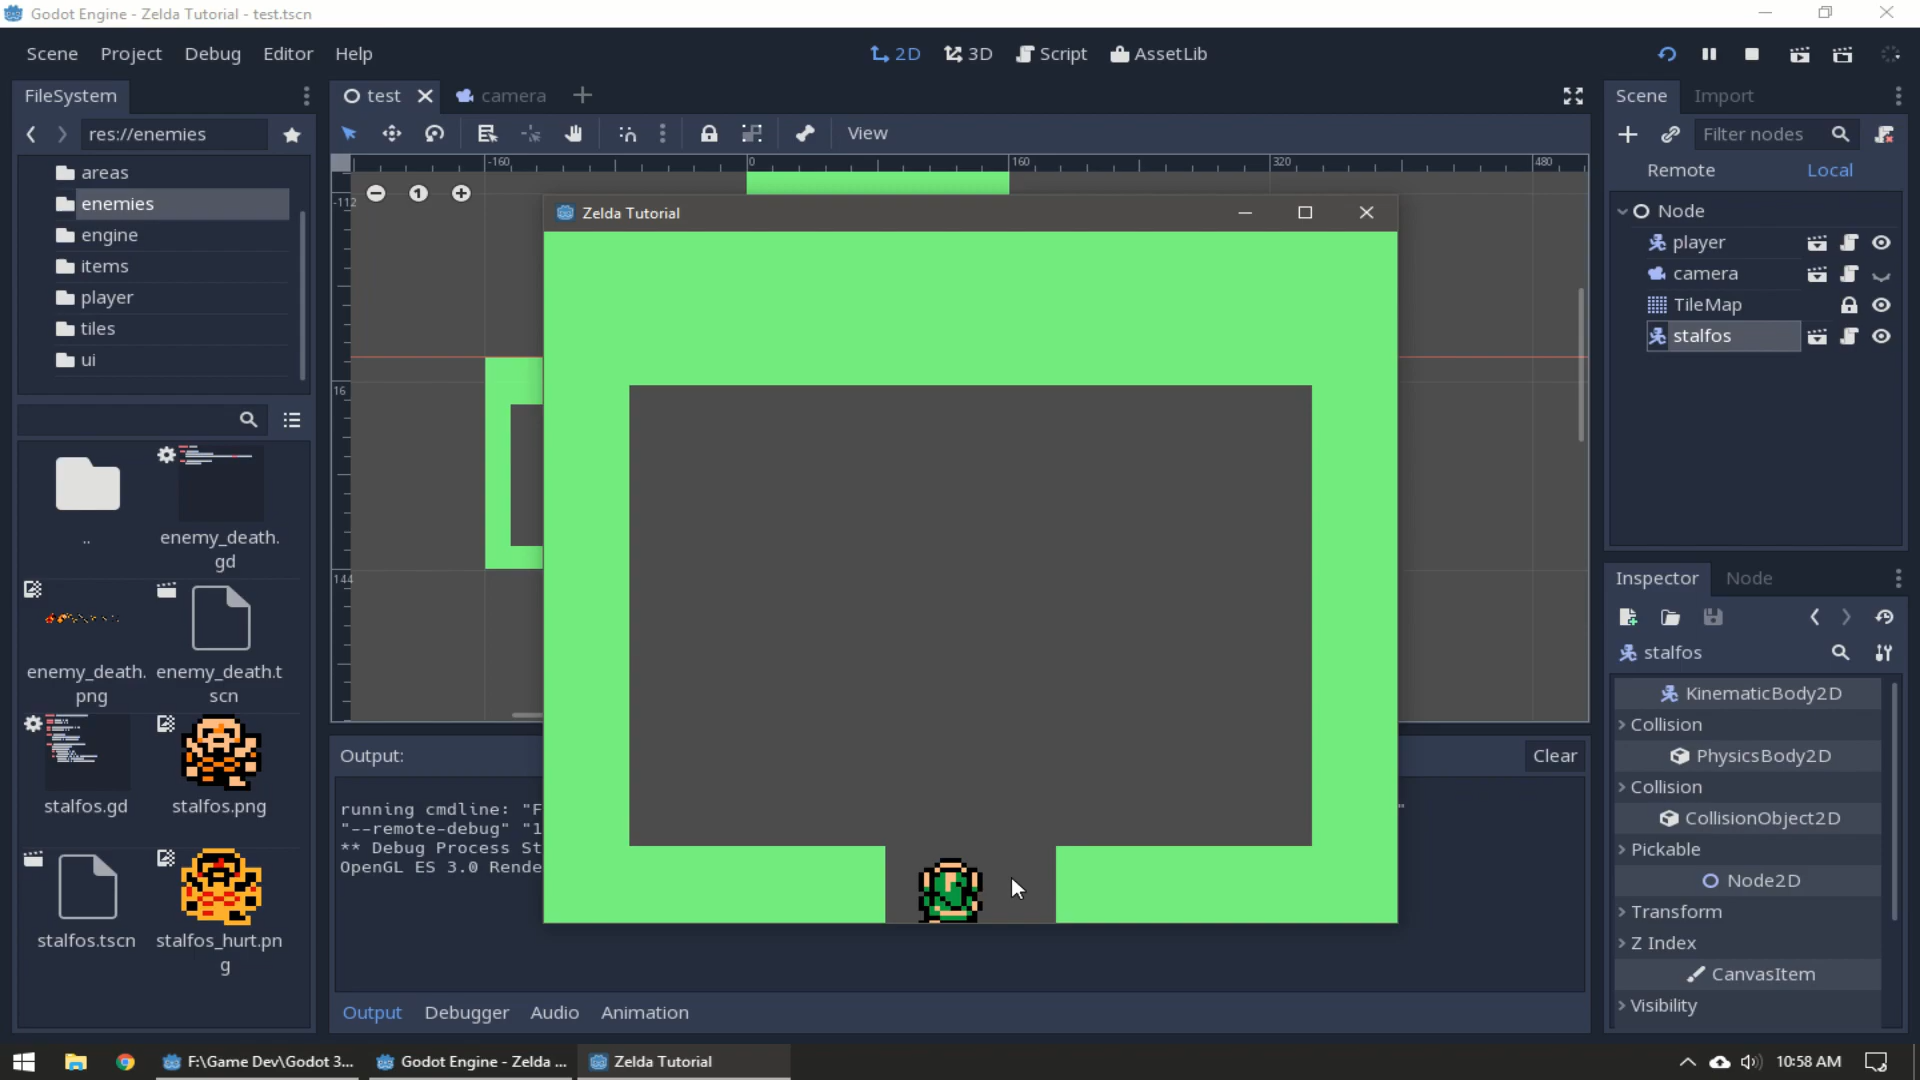 Godot Engine - Zelda Tutorial - test.tscn
Scene Project Debug Editor Help
2D 3D Script AssetLib
FileSystem
res://enemies
areas
enemies
engine
items
player
tiles
ui
..
enemy_death.
gd
enemy_death.
png
enemy_death.t
scn
stalfos.gd
stalfos.png
stalfos.tscn
stalfos_hurt.pn
g
test camera
View
-160 0 160 320 480
-112
16
144
1
Zelda Tutorial
Output:
Clear
running cmdline: "F
"
"--remote-debug" "1
** Debug Process St
OpenGL ES 3.0 Rende
Output Debugger Audio Animation
Scene Import
Filter nodes
Remote Local
Node
player
camera
TileMap
stalfos
Inspector Node
stalfos
KinematicBody2D
Collision
PhysicsBody2D
Collision
CollisionObject2D
Pickable
Node2D
Transform
Z Index
CanvasItem
Visibility
F:\Game Dev\Godot 3...
Godot Engine - Zelda ...
Zelda Tutorial
10:58 AM